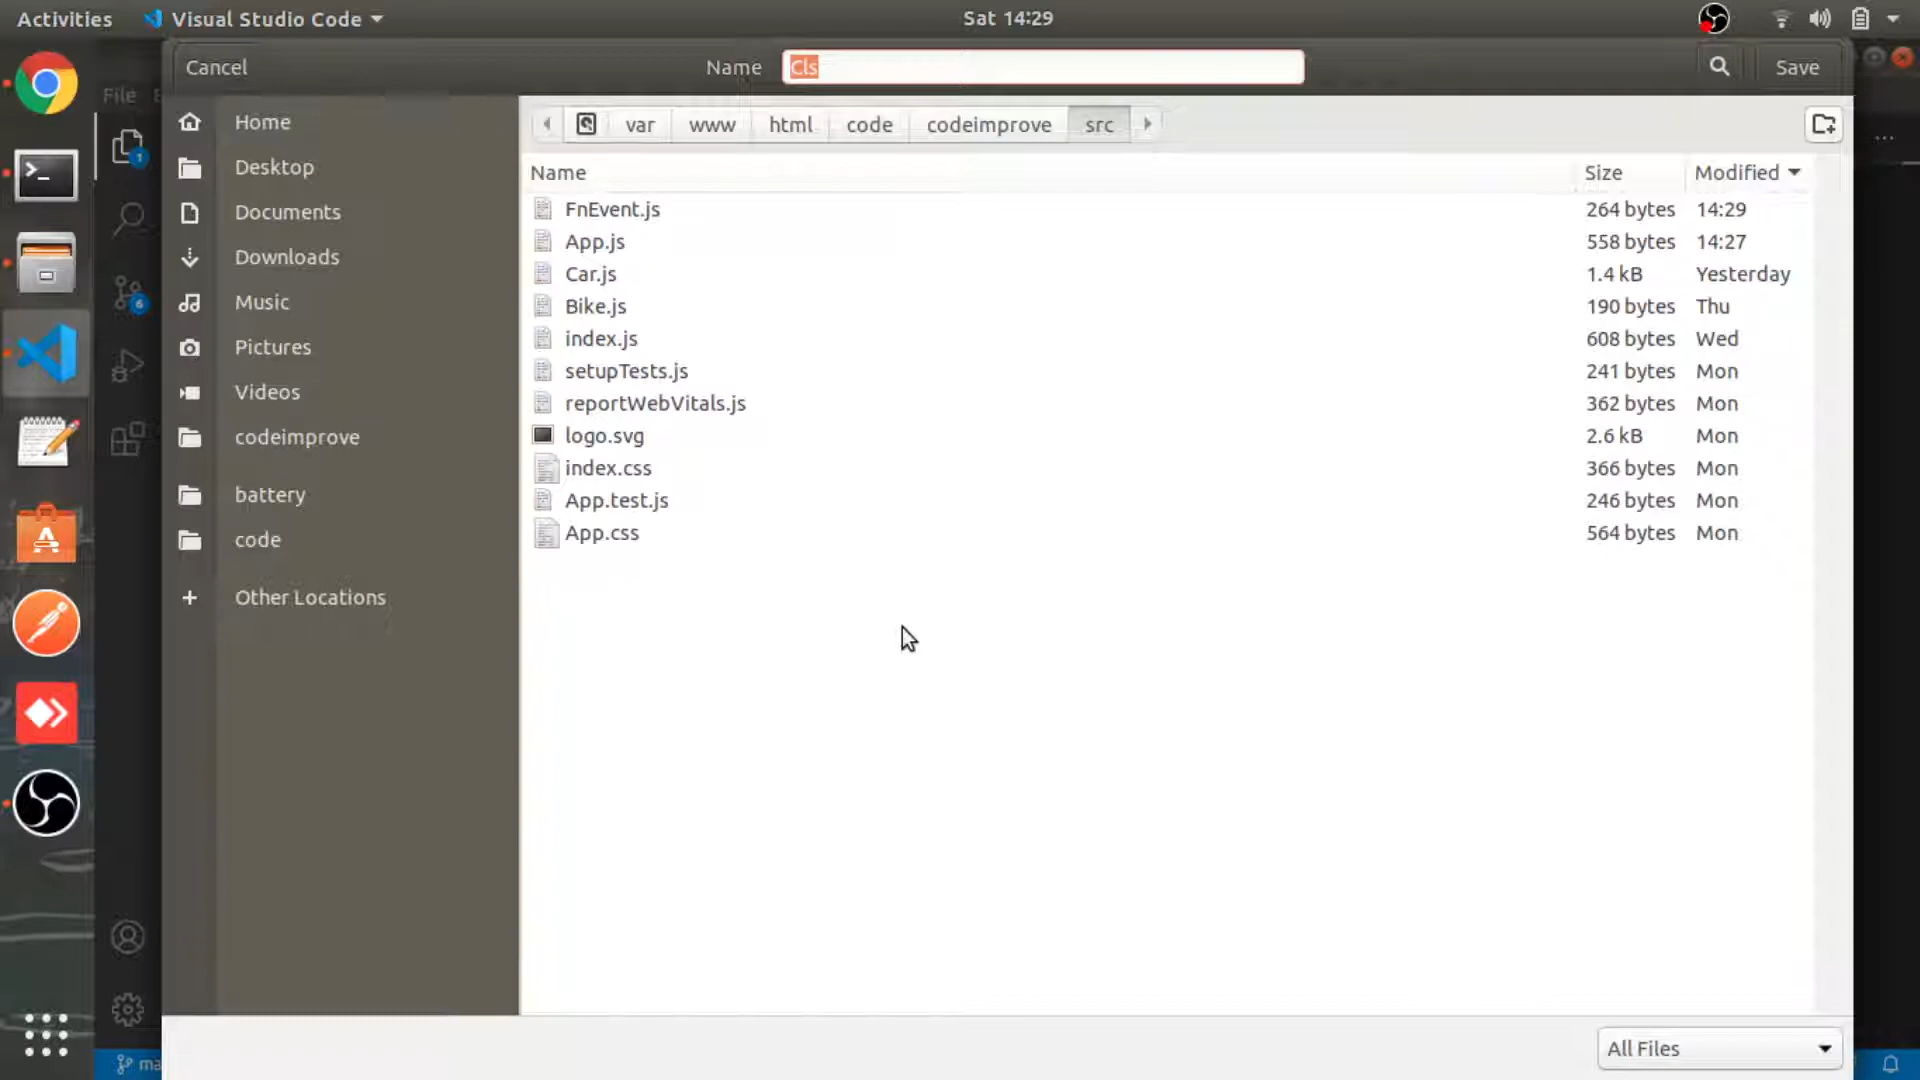 Activities Visual Studio Code Sat 14:29
Cancel Name Cls Save
File
Home
Desktop
Documents
Downloads
Music
Pictures
Videos
codeimprove
battery
code
Other Locations
var www html code codeimprove src
Name Size Modified
FnEvent.js 264 bytes 14:29
App.js 558 bytes 14:27
Car.js 1.4 kB Yesterday
Bike.js 190 bytes Thu
index.js 608 bytes Wed
setupTests.js 241 bytes Mon
reportWebVitals.js 362 bytes Mon
logo.svg 2.6 kB Mon
index.css 366 bytes Mon
App.test.js 246 bytes Mon
App.css 564 bytes Mon
1
6
ma
All Files